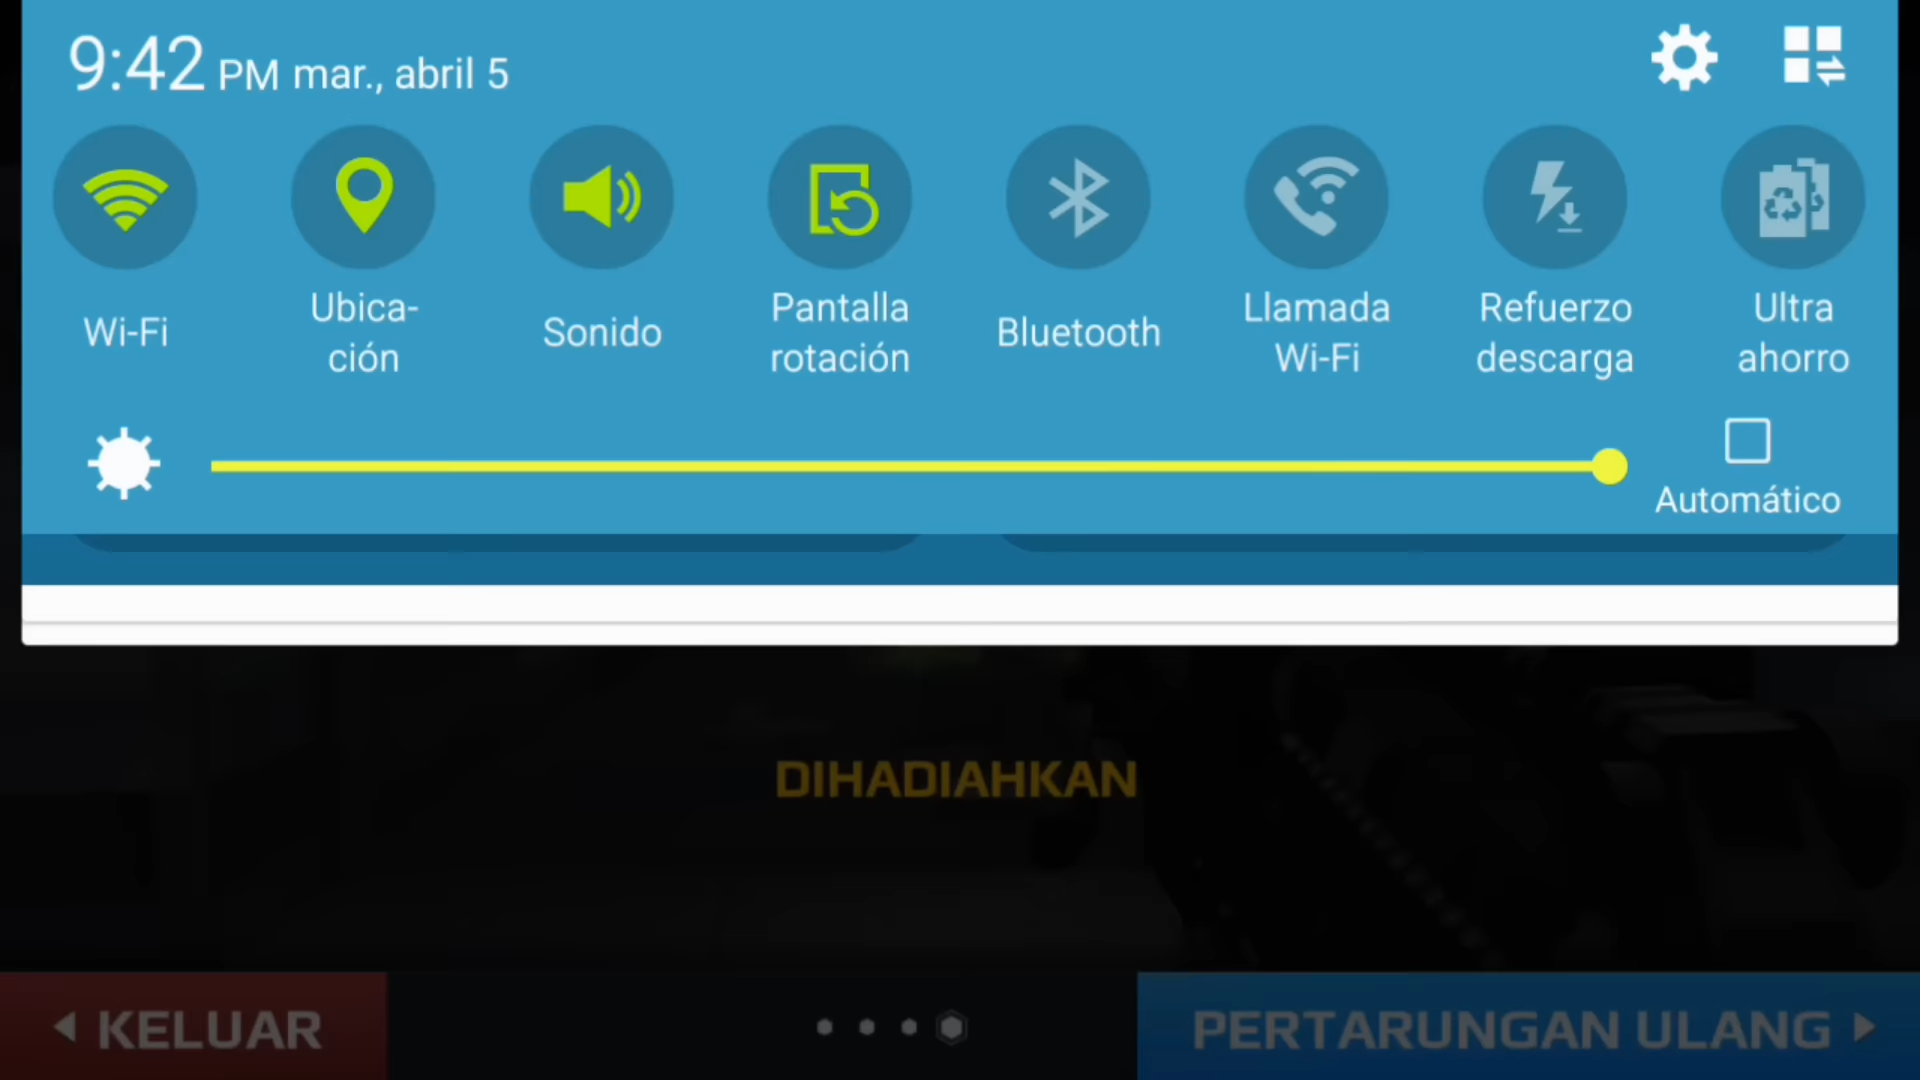 9:42 PM mar., abril 5
Wi-Fi
Ubica-
ción
Sonido
Pantalla
rotación
Bluetooth
Llamada
Wi-Fi
Refuerzo
descarga
Ultra
ahorro
Automático
DIHADIAHKAN
KELUAR
PERTARUNGAN ULANG